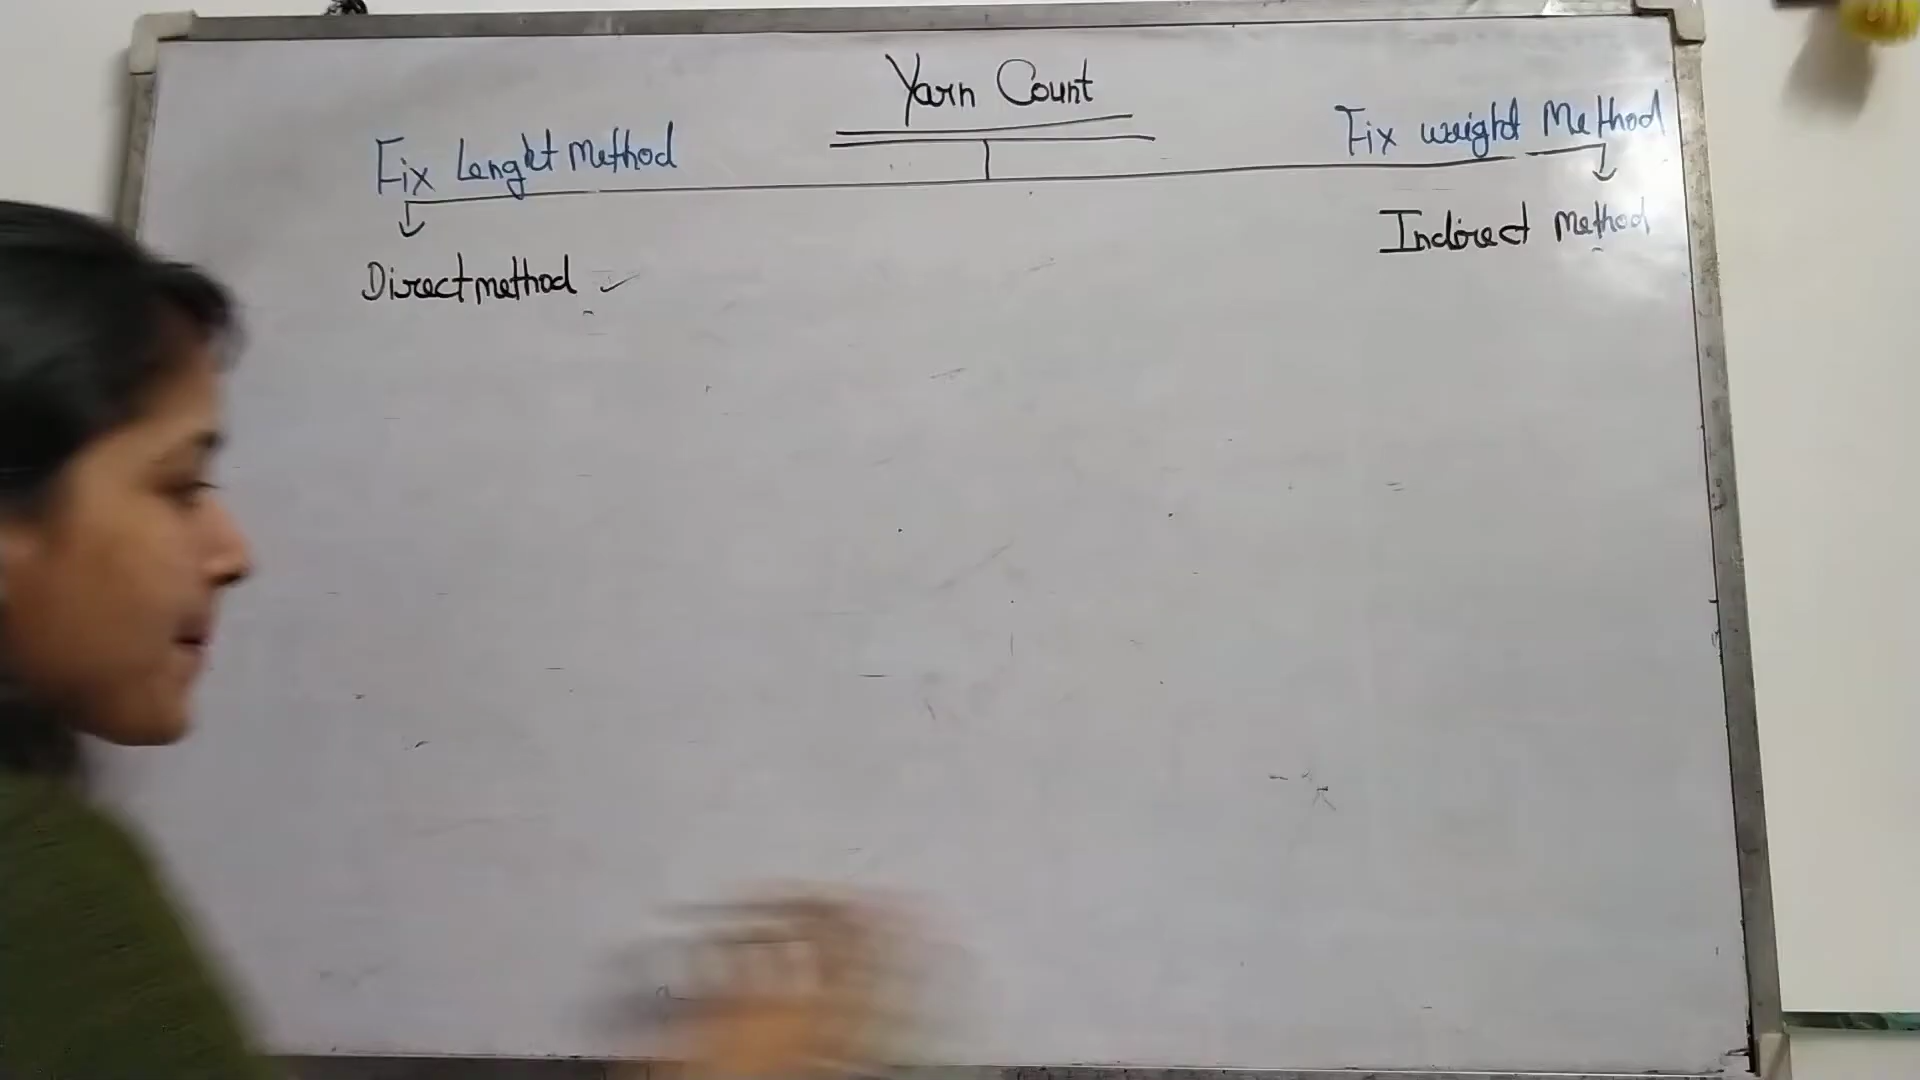 Yarn Count
Fix Lenght Method
Fix weight Method
Direct method
Indirect Method